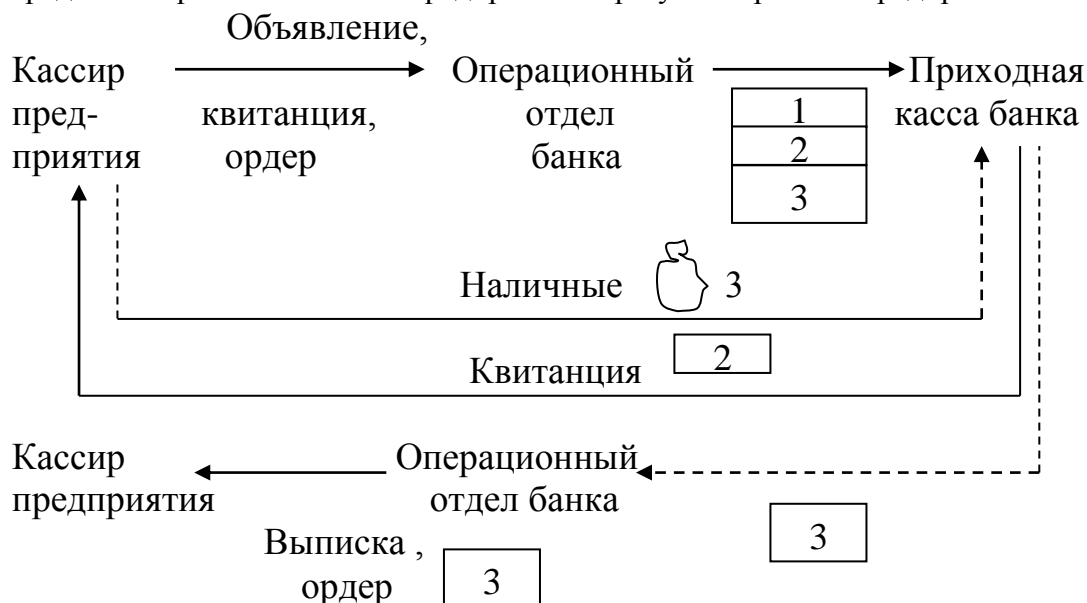 Объявление,
Кассир Операционный Приходная
пред- квитанция, отдел 1 касса банка
приятия ордер банка 2
3
Наличные 3
Квитанция 2
Кассир Операционный
предприятия отдел банка
Выписка , 3
ордер 3